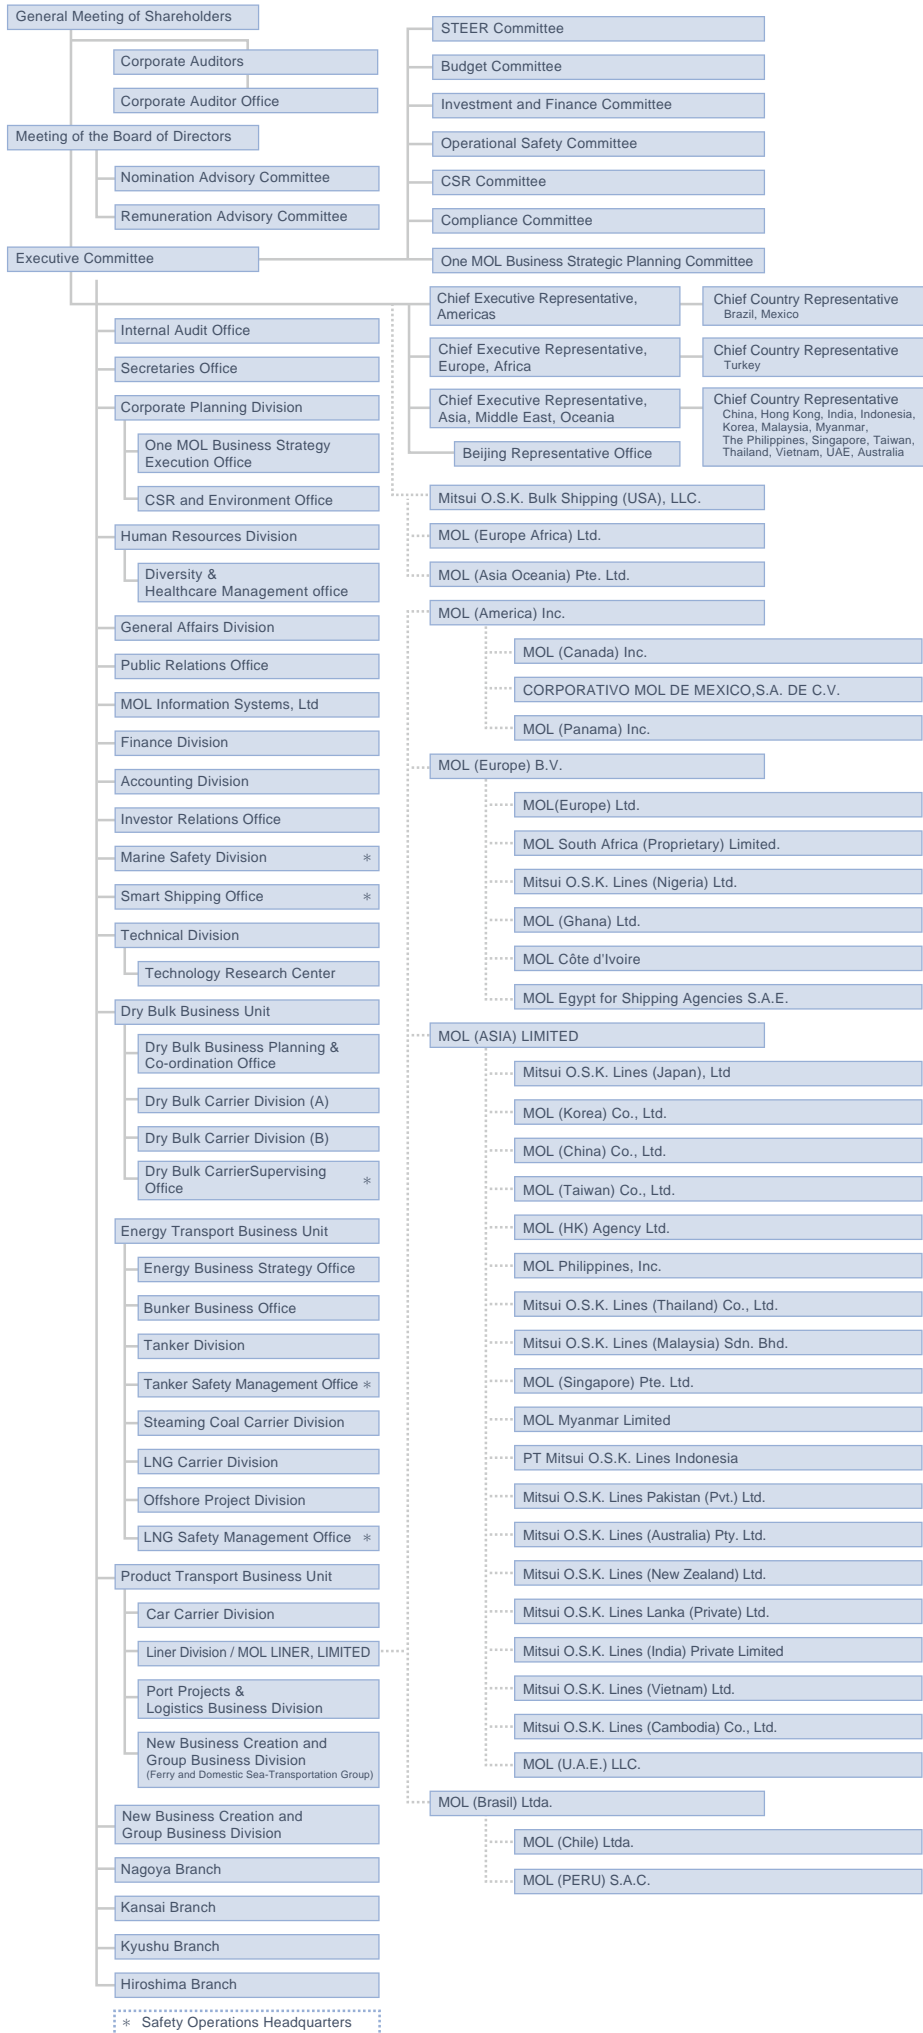 General Meeting of Shareholders
Corporate Auditors
Corporate Auditor Office
Meeting of the Board of Directors
Nomination Advisory Committee
Remuneration Advisory Committee
Executive Committee
STEER Committee
Budget Committee
Investment and Finance Committee
Operational Safety Committee
CSR Committee
Compliance Committee
One MOL Business Strategic Planning Committee
Internal Audit Office
Secretaries Office
Corporate Planning Division
One MOL Business Strategy
Execution Office
CSR and Environment Office
Human Resources Division
Diversity &
Healthcare Management office
General Affairs Division
Public Relations Office
MOL Information Systems, Ltd
Finance Division
Accounting Division
Investor Relations Office
Marine Safety Division *
Smart Shipping Office *
Technical Division
Technology Research Center
Dry Bulk Business Unit
Dry Bulk Business Planning &
Co-ordination Office
Dry Bulk Carrier Division (A)
Dry Bulk Carrier Division (B)
Dry Bulk CarrierSupervising
Office *
Energy Transport Business Unit
Energy Business Strategy Office
Bunker Business Office
Tanker Division
Tanker Safety Management Office *
Steaming Coal Carrier Division
LNG Carrier Division
Offshore Project Division
LNG Safety Management Office *
Product Transport Business Unit
Car Carrier Division
Liner Division / MOL LINER, LIMITED
Port Projects &
Logistics Business Division
New Business Creation and
Group Business Division
(Ferry and Domestic Sea-Transportation Group)
New Business Creation and
Group Business Division
Nagoya Branch
Kansai Branch
Kyushu Branch
Hiroshima Branch
* Safety Operations Headquarters
Chief Executive Representative,
Americas
Chief Country Representative
Brazil, Mexico
Chief Executive Representative,
Europe, Africa
Chief Country Representative
Turkey
Chief Executive Representative,
Asia, Middle East, Oceania
Chief Country Representative
China, Hong Kong, India, Indonesia,
Korea, Malaysia, Myanmar,
The Philippines, Singapore, Taiwan,
Thailand, Vietnam, UAE, Australia
Beijing Representative Office
Mitsui O.S.K. Bulk Shipping (USA), LLC.
MOL (Europe Africa) Ltd.
MOL (Asia Oceania) Pte. Ltd.
MOL (America) Inc.
MOL (Canada) Inc.
CORPORATIVO MOL DE MEXICO,S.A. DE C.V.
MOL (Panama) Inc.
MOL (Europe) B.V.
MOL(Europe) Ltd.
MOL South Africa (Proprietary) Limited.
Mitsui O.S.K. Lines (Nigeria) Ltd.
MOL (Ghana) Ltd.
MOL Côte d'Ivoire
MOL Egypt for Shipping Agencies S.A.E.
MOL (ASIA) LIMITED
Mitsui O.S.K. Lines (Japan), Ltd
MOL (Korea) Co., Ltd.
MOL (China) Co., Ltd.
MOL (Taiwan) Co., Ltd.
MOL (HK) Agency Ltd.
MOL Philippines, Inc.
Mitsui O.S.K. Lines (Thailand) Co., Ltd.
Mitsui O.S.K. Lines (Malaysia) Sdn. Bhd.
MOL (Singapore) Pte. Ltd.
MOL Myanmar Limited
PT Mitsui O.S.K. Lines Indonesia
Mitsui O.S.K. Lines Pakistan (Pvt.) Ltd.
Mitsui O.S.K. Lines (Australia) Pty. Ltd.
Mitsui O.S.K. Lines (New Zealand) Ltd.
Mitsui O.S.K. Lines Lanka (Private) Ltd.
Mitsui O.S.K. Lines (India) Private Limited
Mitsui O.S.K. Lines (Vietnam) Ltd.
Mitsui O.S.K. Lines (Cambodia) Co., Ltd.
MOL (U.A.E.) LLC.
MOL (Brasil) Ltda.
MOL (Chile) Ltda.
MOL (PERU) S.A.C.